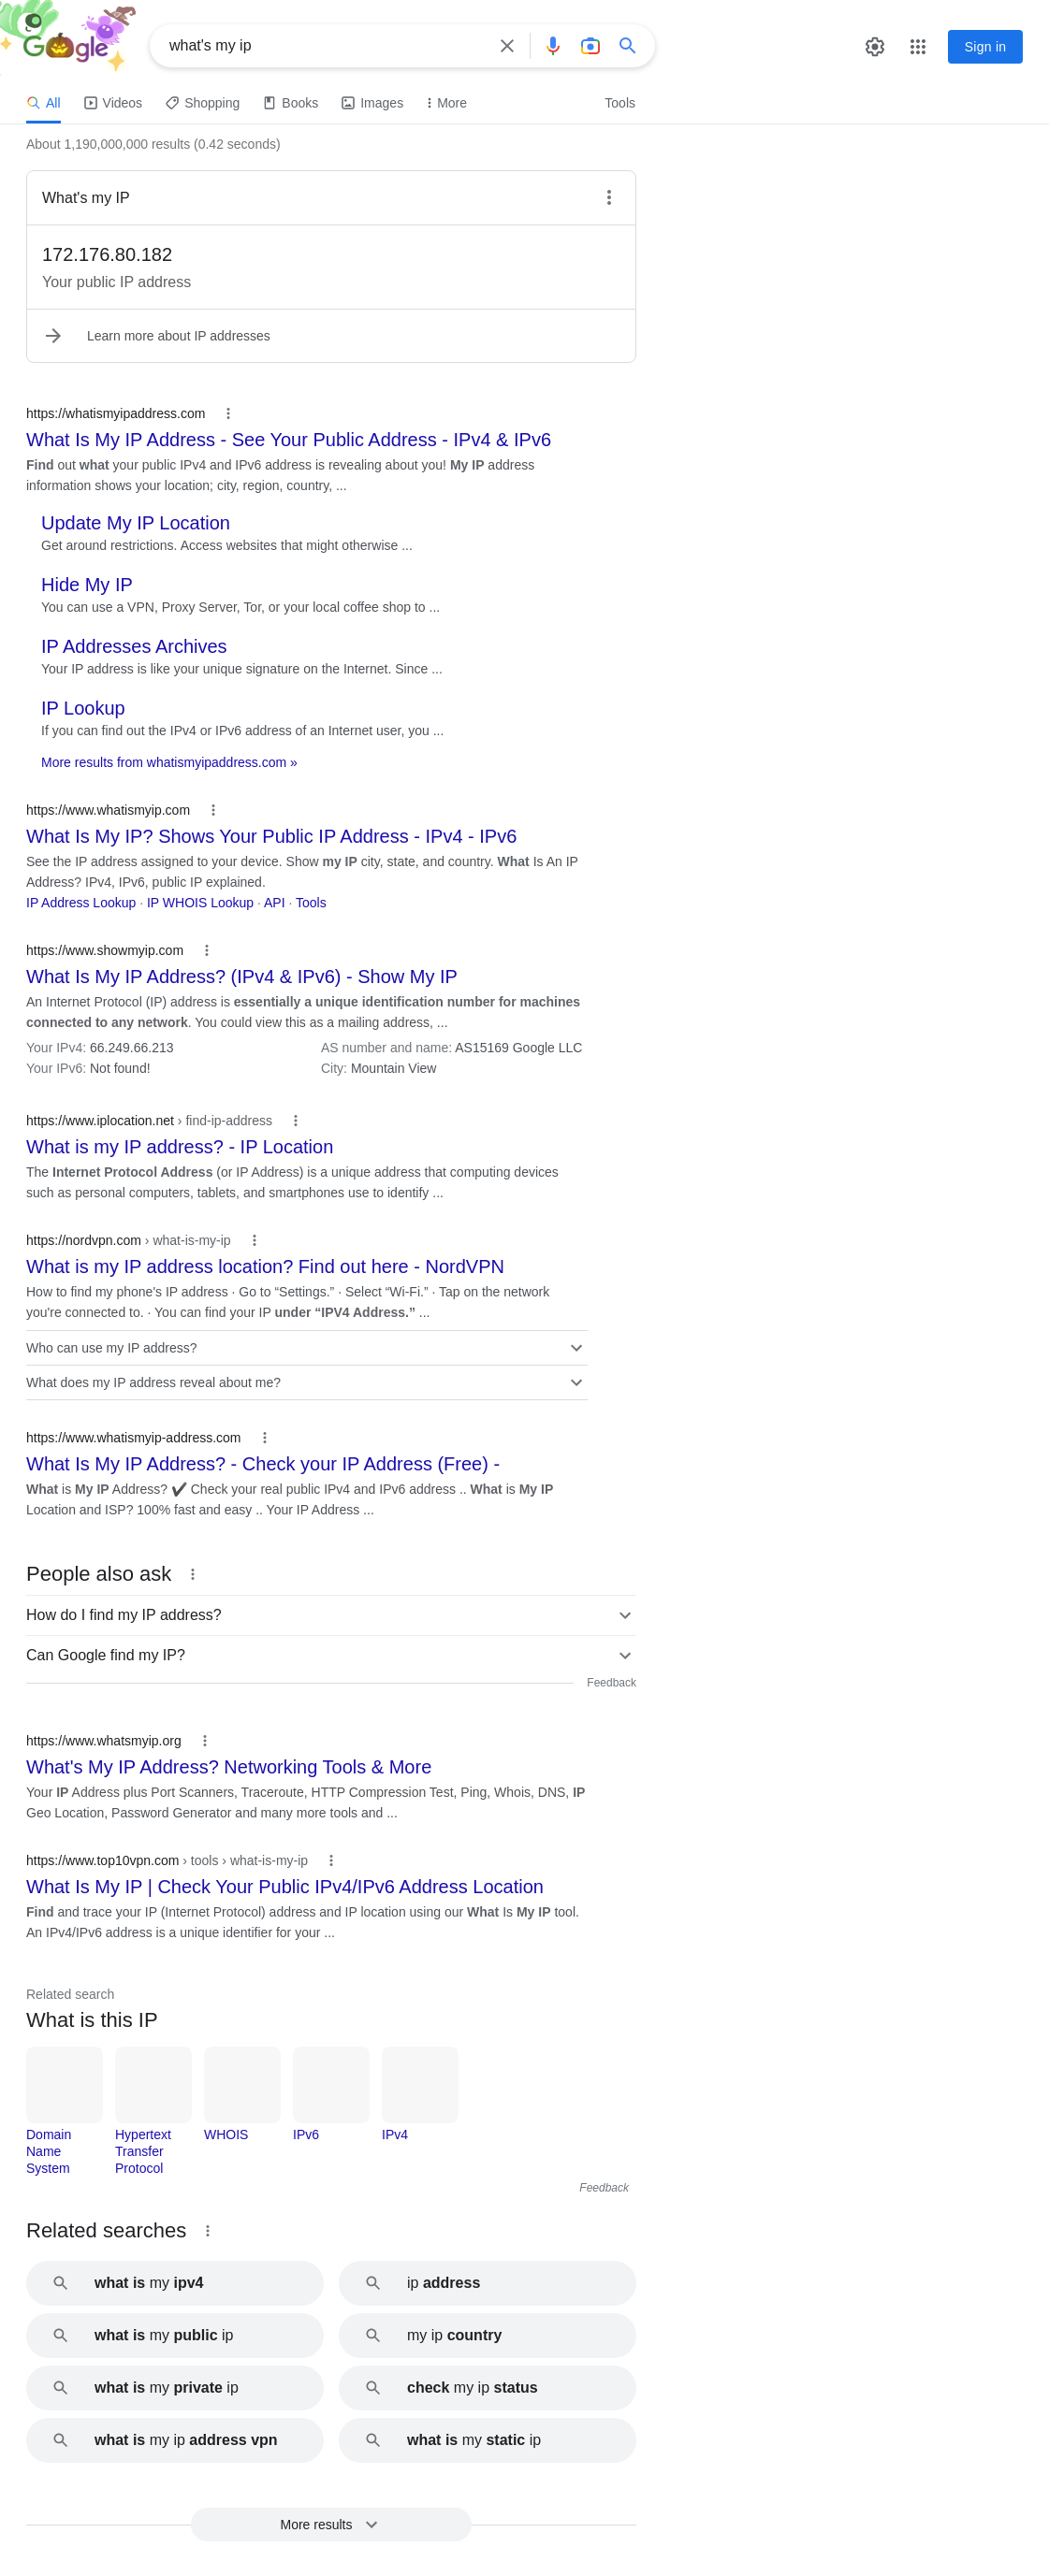 Google
what's my ip
Sign in
All
Videos
Shopping
Books
Images
More
Tools
About 1,190,000,000 results (0.42 seconds)
What's my IP
172.176.80.182
Your public IP address
Learn more about IP addresses
https://whatismyipaddress.com
What Is My IP Address - See Your Public Address - IPv4 & IPv6
Find out what your public IPv4 and IPv6 address is revealing about you! My IP address
information shows your location; city, region, country, ...
Update My IP Location
Get around restrictions. Access websites that might otherwise ...
Hide My IP
You can use a VPN, Proxy Server, Tor, or your local coffee shop to ...
IP Addresses Archives
Your IP address is like your unique signature on the Internet. Since ...
IP Lookup
If you can find out the IPv4 or IPv6 address of an Internet user, you ...
More results from whatismyipaddress.com »
https://www.whatismyip.com
What Is My IP? Shows Your Public IP Address - IPv4 - IPv6
See the IP address assigned to your device. Show my IP city, state, and country. What Is An IP
Address? IPv4, IPv6, public IP explained.
IP Address Lookup · IP WHOIS Lookup · API · Tools
https://www.showmyip.com
What Is My IP Address? (IPv4 & IPv6) - Show My IP
An Internet Protocol (IP) address is essentially a unique identification number for machines
connected to any network. You could view this as a mailing address, ...
Your IPv4: 66.249.66.213
AS number and name: AS15169 Google LLC
Your IPv6: Not found!
City: Mountain View
https://www.iplocation.net › find-ip-address
What is my IP address? - IP Location
The Internet Protocol Address (or IP Address) is a unique address that computing devices
such as personal computers, tablets, and smartphones use to identify ...
https://nordvpn.com › what-is-my-ip
What is my IP address location? Find out here - NordVPN
How to find my phone's IP address · Go to “Settings.” · Select “Wi-Fi.” · Tap on the network
you're connected to. · You can find your IP under “IPV4 Address.” ...
Who can use my IP address?
What does my IP address reveal about me?
https://www.whatismyip-address.com
What Is My IP Address? - Check your IP Address (Free) -
What is My IP Address? ✔️ Check your real public IPv4 and IPv6 address .. What is My IP
Location and ISP? 100% fast and easy .. Your IP Address ...
People also ask
How do I find my IP address?
Can Google find my IP?
Feedback
https://www.whatsmyip.org
What's My IP Address? Networking Tools & More
Your IP Address plus Port Scanners, Traceroute, HTTP Compression Test, Ping, Whois, DNS, IP
Geo Location, Password Generator and many more tools and ...
https://www.top10vpn.com › tools › what-is-my-ip
What Is My IP | Check Your Public IPv4/IPv6 Address Location
Find and trace your IP (Internet Protocol) address and IP location using our What Is My IP tool.
An IPv4/IPv6 address is a unique identifier for your ...
Related search
What is this IP
Domain
Name
System
Hypertext
Transfer
Protocol
WHOIS
IPv6
IPv4
Feedback
Related searches
what is my ipv4
ip address
what is my public ip
my ip country
what is my private ip
check my ip status
what is my ip address vpn
what is my static ip
More results